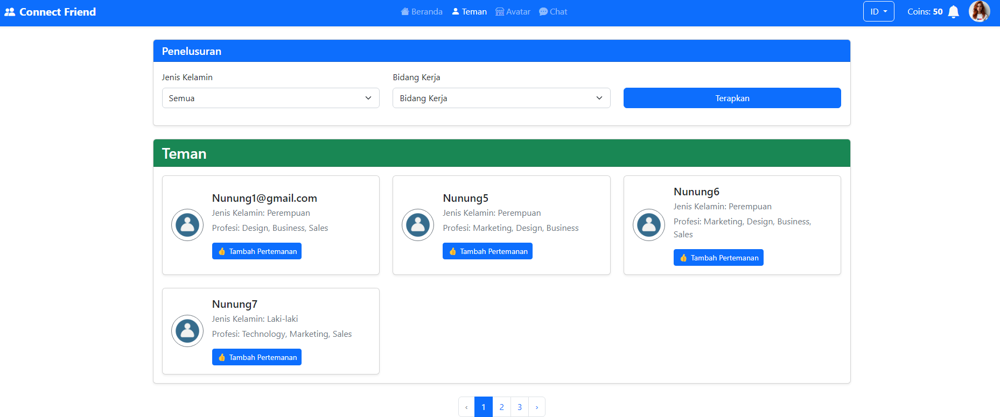 Connect Friend
Beranda Teman Avatar Chat
ID
Coins: 50
Penelusuran
Jenis Kelamin
Semua
Bidang Kerja
Bidang Kerja
Terapkan
Teman
Nunung1@gmail.com
Jenis Kelamin: Perempuan
Profesi: Design, Business, Sales
👍 Tambah Pertemanan
Nunung5
Jenis Kelamin: Perempuan
Profesi: Marketing, Design, Business
👍 Tambah Pertemanan
Nunung6
Jenis Kelamin: Perempuan
Profesi: Marketing, Design, Business,
Sales
👍 Tambah Pertemanan
Nunung7
Jenis Kelamin: Laki-laki
Profesi: Technology, Marketing, Sales
👍 Tambah Pertemanan
‹ 1 2 3 ›